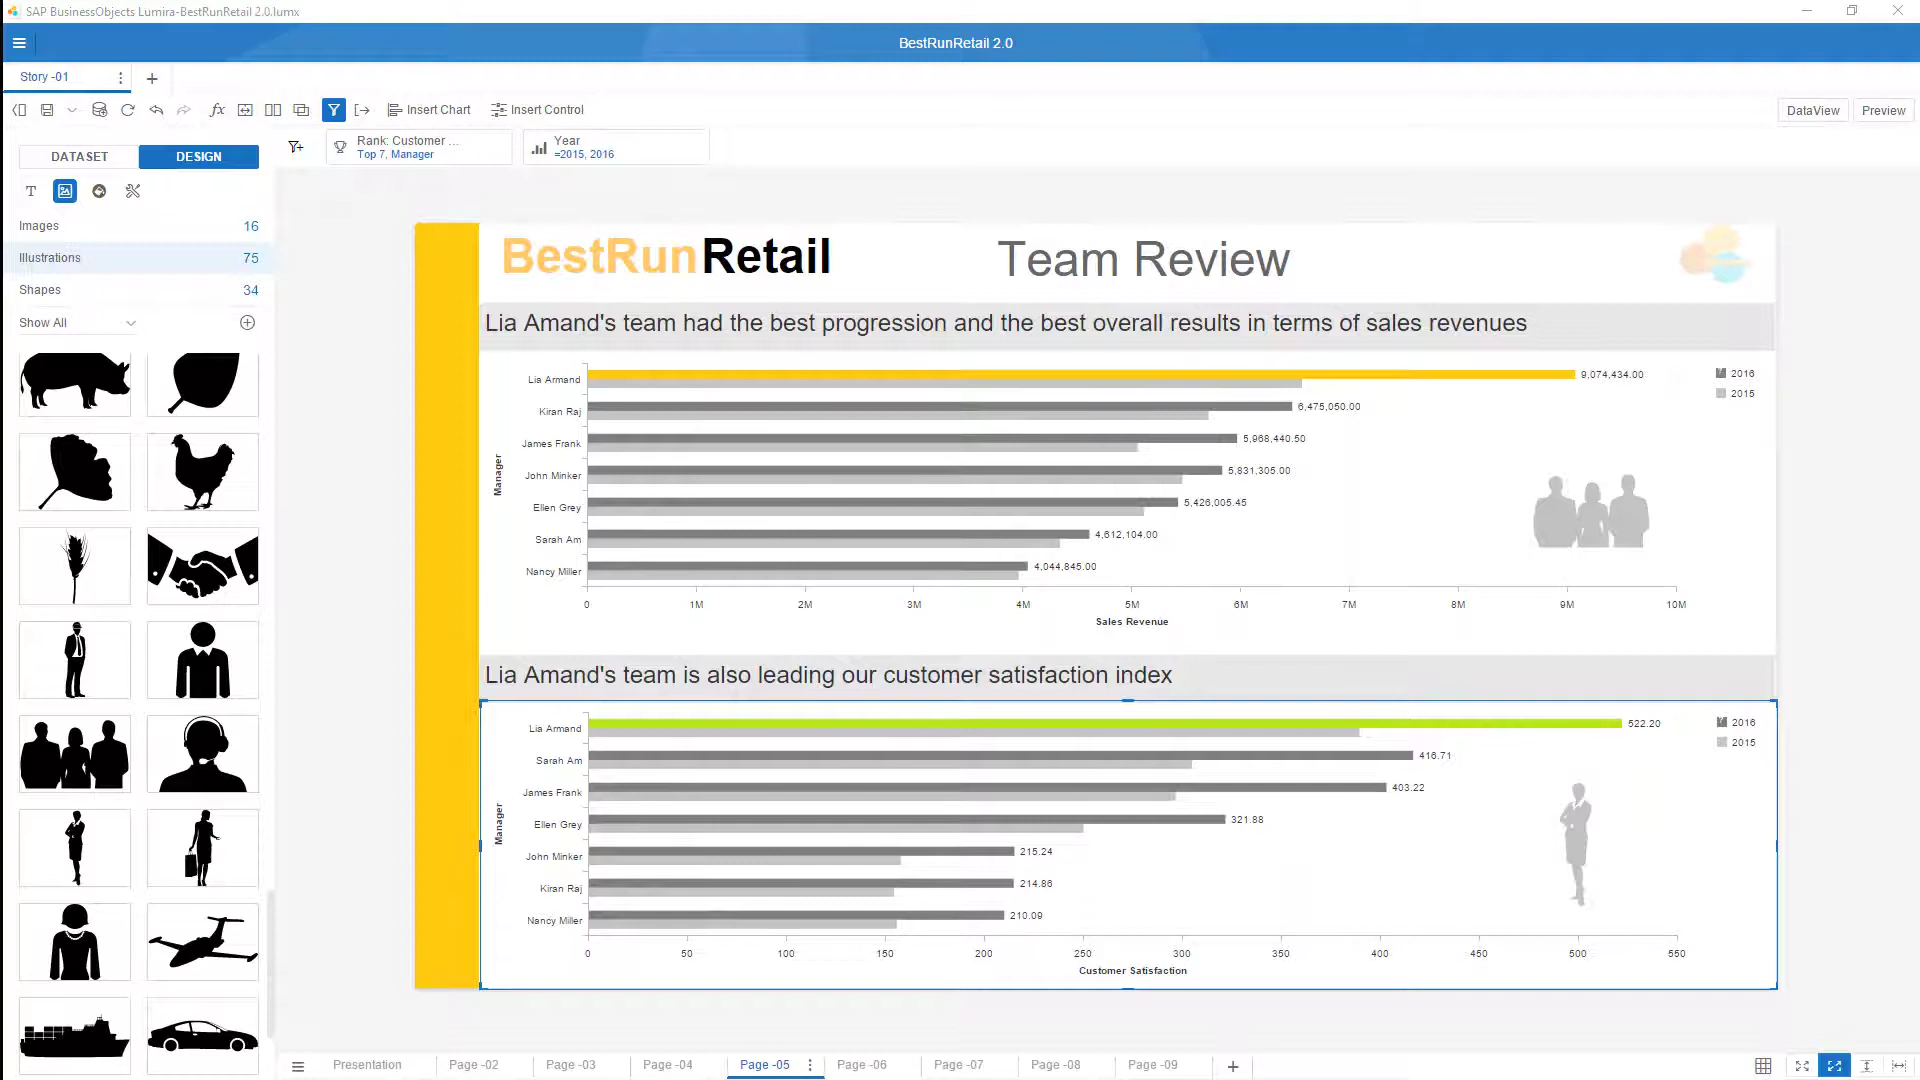 SAP BusinessObjects Lumira-BestRunRetail 2.0.lumx
BestRunRetail 2.0
Story -01
fx
Insert Chart
Insert Control
DataView
Preview
DATASET
DESIGN
Rank: Customer ...
Top 7, Manager
Year
=2015, 2016
T
Images 16
Illustrations 75
Shapes 34
Show All
BestRunRetail
Team Review
Lia Amand's team had the best progression and the best overall results in terms of sales revenues
Manager
Lia Armand 9,074,434.00
Kiran Raj 6,475,050.00
James Frank 5,968,440.50
John Minker 5,831,305.00
Ellen Grey 5,426,005.45
Sarah Am 4,612,104.00
Nancy Miller 4,044,845.00
0 1M 2M 3M 4M 5M 6M 7M 8M 9M 10M
Sales Revenue
2016
2015
Lia Amand's team is also leading our customer satisfaction index
Manager
Lia Armand 522.20
Sarah Am 416.71
James Frank 403.22
Ellen Grey 321.88
John Minker 215.24
Kiran Raj 214.86
Nancy Miller 210.09
0 50 100 150 200 250 300 350 400 450 500 550
Customer Satisfaction
2016
2015
Presentation
Page -02
Page -03
Page -04
Page -05
Page -06
Page -07
Page -08
Page -09